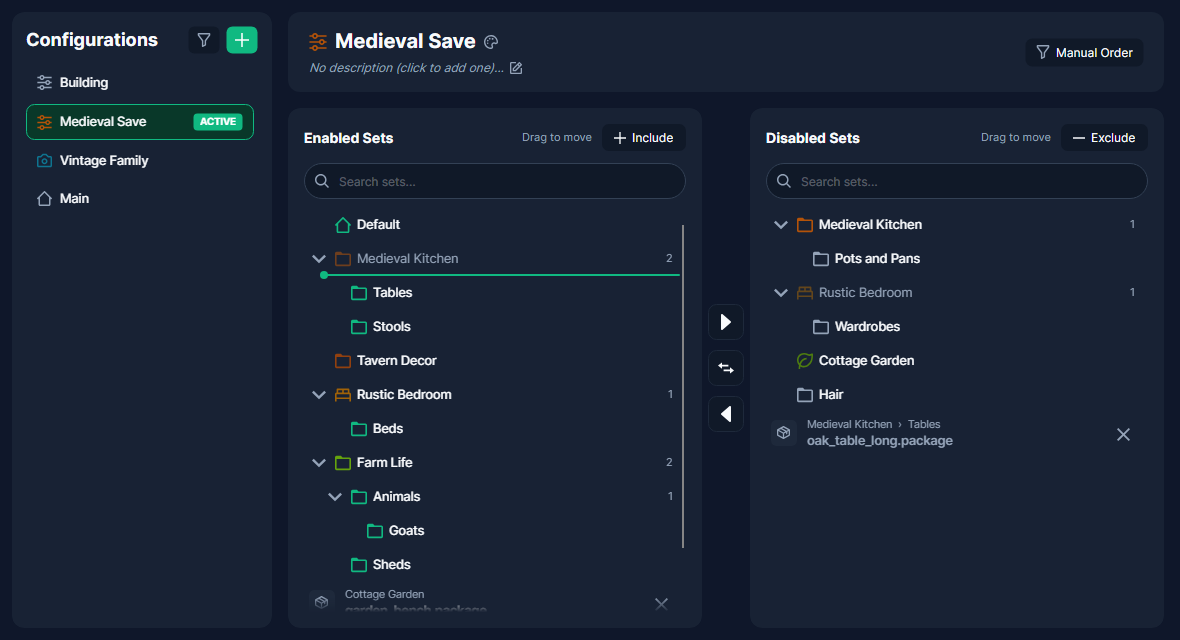 Configurations
Building
Medieval Save
ACTIVE
Vintage Family
Main
Medieval Save
No description (click to add one)...
Manual Order
Enabled Sets
Drag to move
Include
Search sets...
Default
Medieval Kitchen
2
Tables
Stools
Tavern Decor
Rustic Bedroom
1
Beds
Farm Life
2
Animals
1
Goats
Sheds
Cottage Garden
garden_bench.package
Disabled Sets
Drag to move
Exclude
Search sets...
Medieval Kitchen
1
Pots and Pans
Rustic Bedroom
1
Wardrobes
Cottage Garden
Hair
Medieval Kitchen › Tables
oak_table_long.package